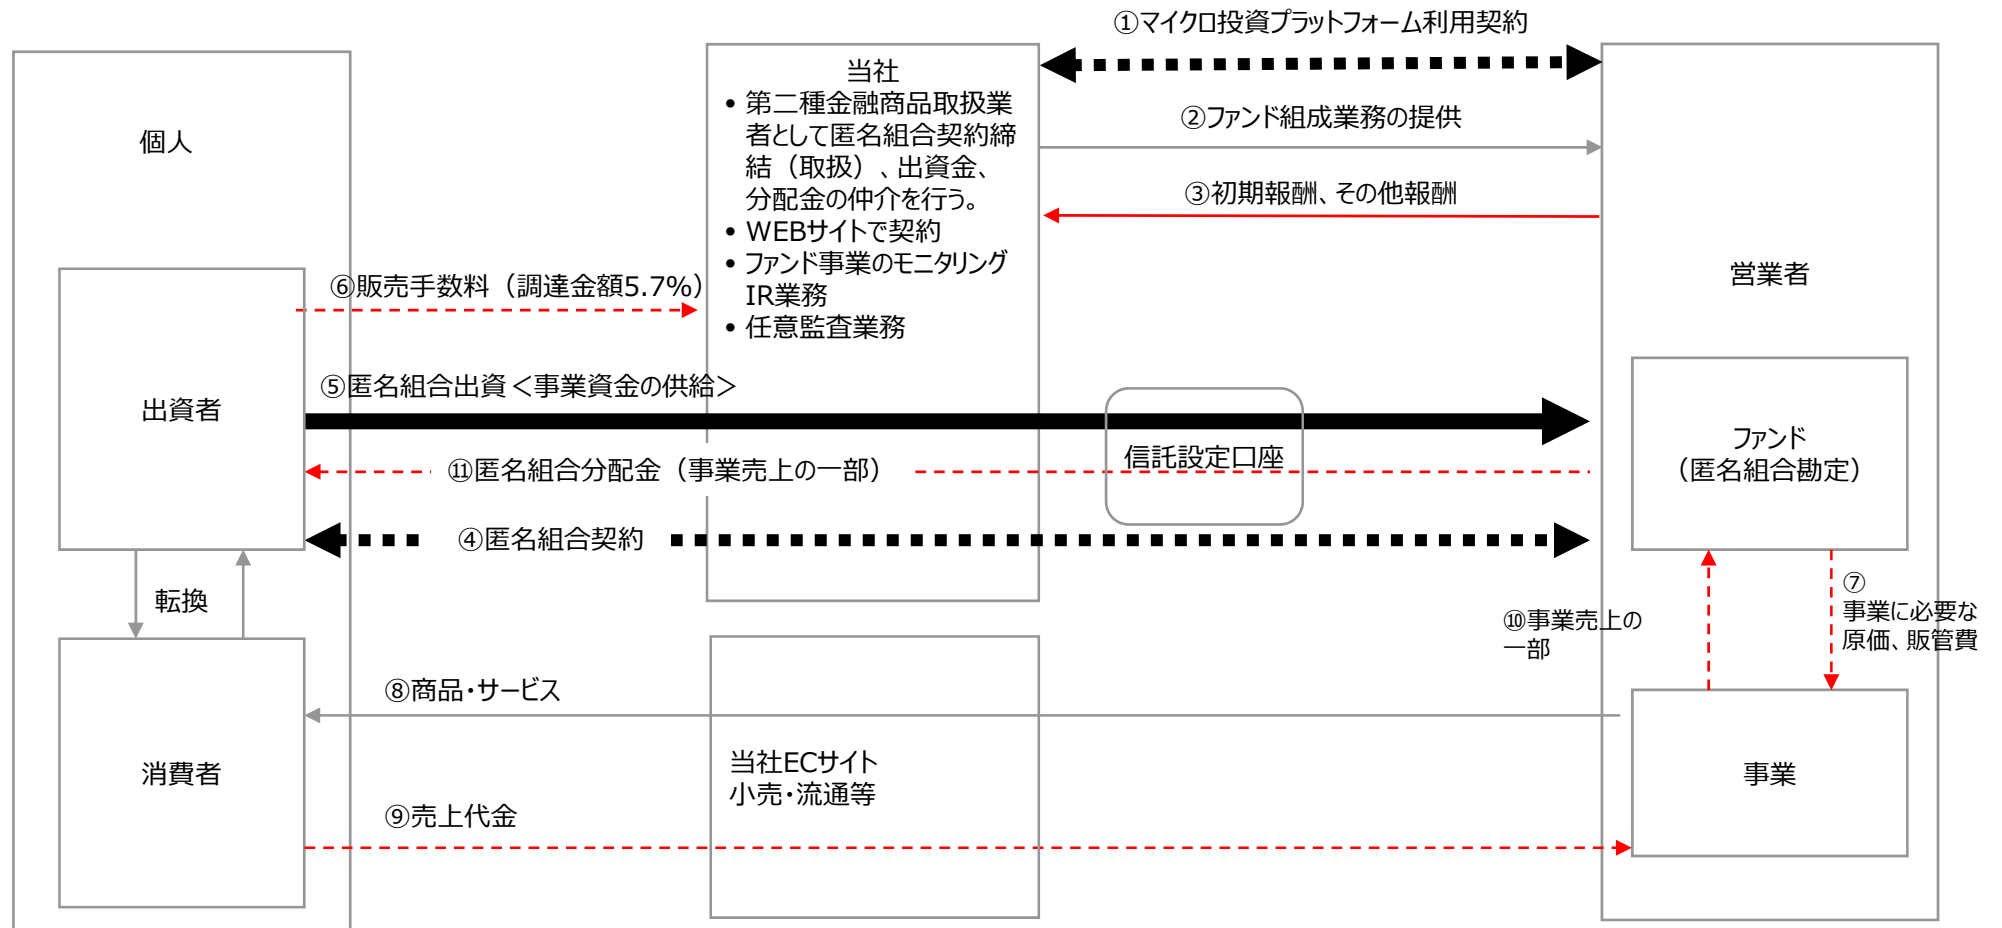 ①マイクロ投資プラットフォーム利用契約
個人
当社
• 第二種金融商品取扱業
者として匿名組合契約締
結（取扱）、出資金、
分配金の仲介を行う。
• WEBサイトで契約
• ファンド事業のモニタリング
IR業務
• 任意監査業務
②ファンド組成業務の提供
③初期報酬、その他報酬
営業者
⑥販売手数料（調達金額5.7%）
⑤匿名組合出資＜事業資金の供給＞
出資者
信託設定口座
ファンド
（匿名組合勘定）
⑪匿名組合分配金（事業売上の一部）
④匿名組合契約
転換
⑩事業売上の
一部
⑦
事業に必要な
原価、販管費
⑧商品・サービス
消費者
当社ECサイト
小売・流通等
事業
⑨売上代金